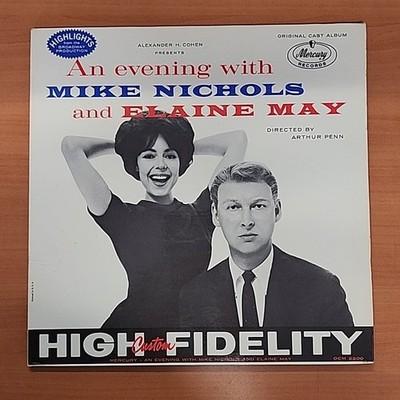 HIGHLIGHTS
from the
BROADWAY
PRODUCTION
ALEXANDER H. COHEN
PRESENTS
ORIGINAL CAST ALBUM
Mercury
RECORDS
An evening with
MIKE NICHOLS
and ELAINE MAY
DIRECTED BY
ARTHUR PENN
HIGH Custom FIDELITY
MERCURY - AN EVENING WITH MIKE NICHOLS AND ELAINE MAY
OCM 2200